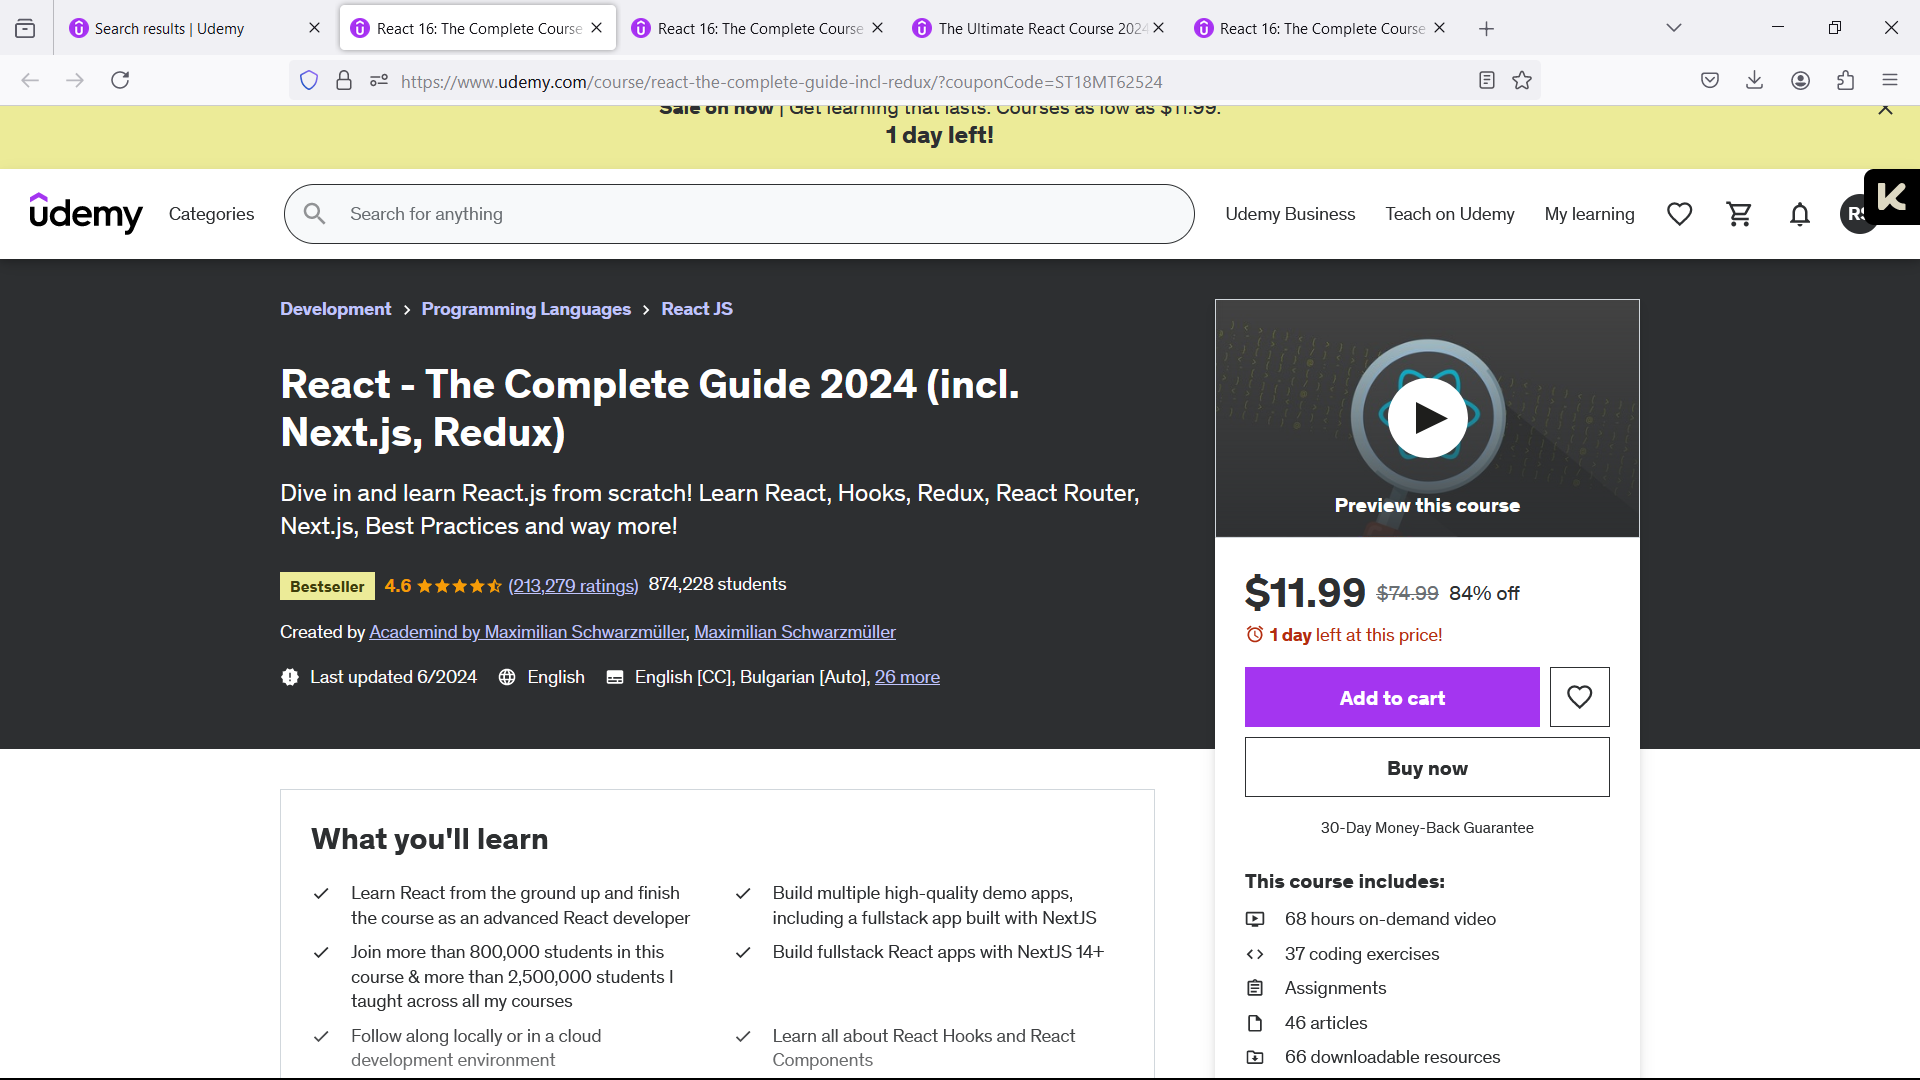 Search results | Udemy
React 16: The Complete Course
React 16: The Complete Course
The Ultimate React Course 2024
React 16: The Complete Course
https://www.udemy.com/course/react-the-complete-guide-incl-redux/?couponCode=ST18MT62524
Sale on now | Get learning that lasts. Courses as low as $11.99.
1 day left!
udemy
Categories
Search for anything
Udemy Business
Teach on Udemy
My learning
RS
K
Development > Programming Languages > React JS
React - The Complete Guide 2024 (incl.
Next.js, Redux)
Dive in and learn React.js from scratch! Learn React, Hooks, Redux, React Router,
Next.js, Best Practices and way more!
Bestseller 4.6 (213,279 ratings) 874,228 students
Created by Academind by Maximilian Schwarzmüller, Maximilian Schwarzmüller
Last updated 6/2024 English English [CC], Bulgarian [Auto], 26 more
Preview this course
$11.99 $74.99 84% off
1 day left at this price!
Add to cart
Buy now
30-Day Money-Back Guarantee
This course includes:
68 hours on-demand video
37 coding exercises
Assignments
46 articles
66 downloadable resources
What you'll learn
Learn React from the ground up and finish
the course as an advanced React developer
Build multiple high-quality demo apps,
including a fullstack app built with NextJS
Join more than 800,000 students in this
course & more than 2,500,000 students I
taught across all my courses
Build fullstack React apps with NextJS 14+
Follow along locally or in a cloud
development environment
Learn all about React Hooks and React
Components